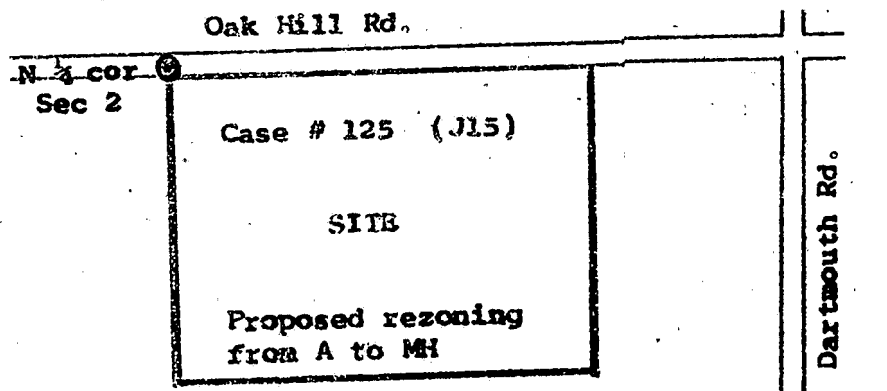 Oak Hill Rd.
N ¼ cor
Sec 2
Case # 125 (J15)
SITE
Proposed rezoning
from A to MH
Dartmouth Rd.